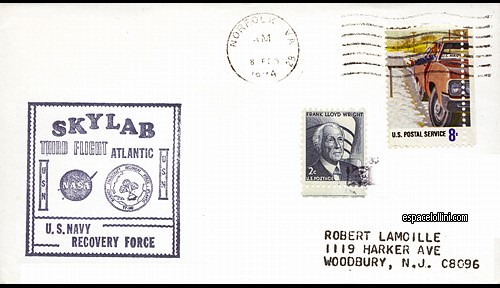 NORFOLK VA
AM
8 FEB
1974
FRANK LLOYD WRIGHT
2c
U.S. POSTAGE
U.S. POSTAL SERVICE 8c
SKYLAB
THIRD FLIGHT ATLANTIC
USN
NASA
USN
U.S. NAVY
RECOVERY FORCE
espacelollini.com
ROBERT LAMOILLE
1119 HARKER AVE
WOODBURY, N.J. C8096